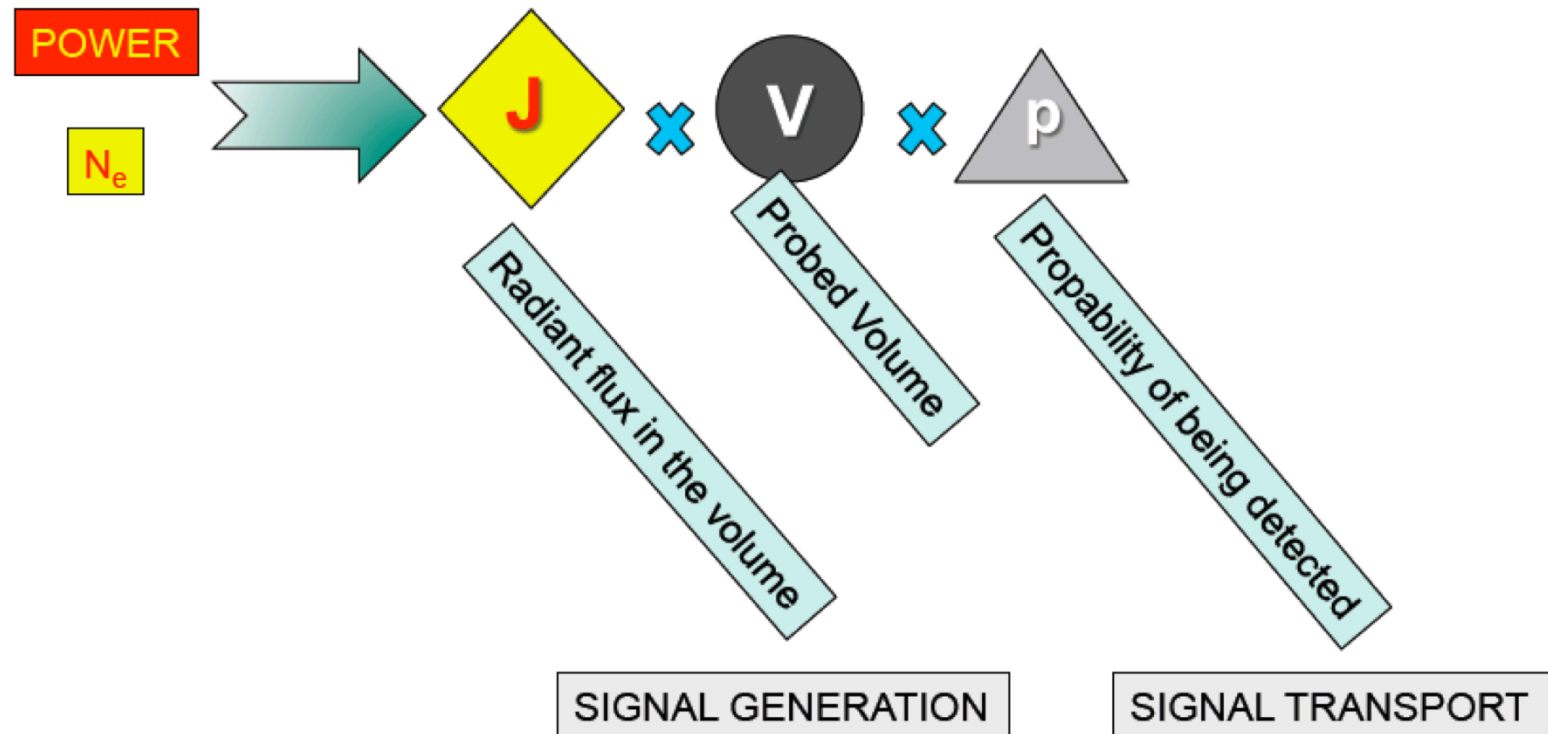 POWER
Nₑ
J
V
p
Radiant flux in the volume
Probed Volume
Propability of being detected
SIGNAL GENERATION
SIGNAL TRANSPORT